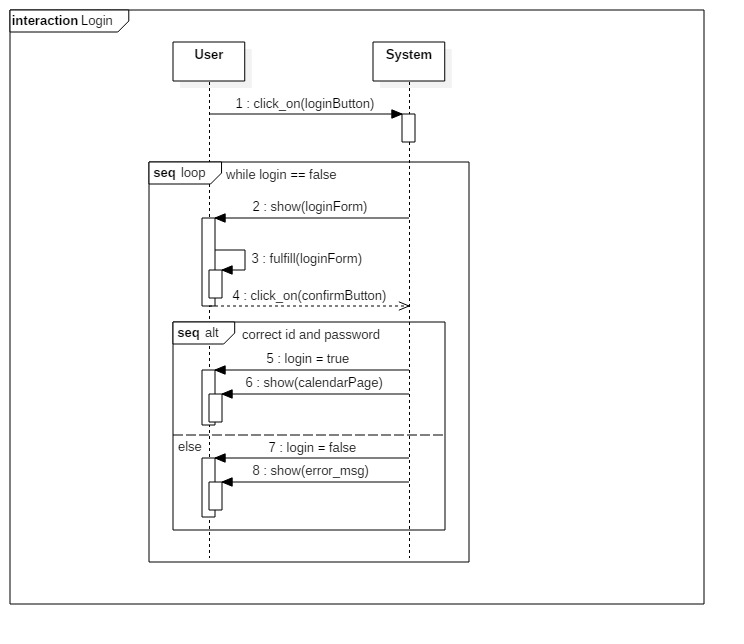 interaction Login
User
System
1 : click_on(loginButton)
seq loop
while login == false
2 : show(loginForm)
3 : fulfill(loginForm)
4 : click_on(confirmButton)
seq alt
correct id and password
5 : login = true
6 : show(calendarPage)
else
7 : login = false
8 : show(error_msg)